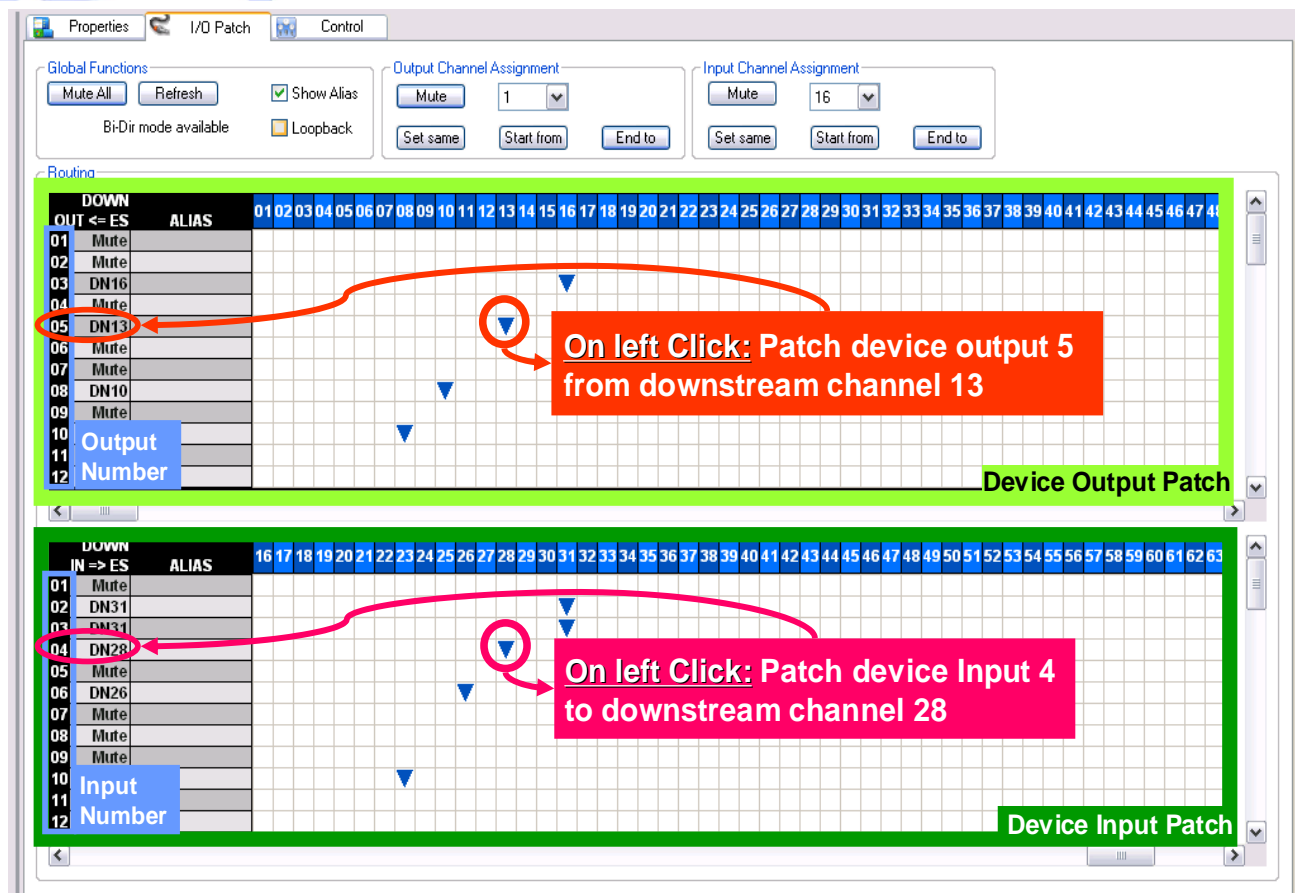 Properties I/O Patch Control
Global Functions
Mute All Refresh Show Alias
Bi-Dir mode available Loopback
Output Channel Assignment
Mute 1
Set same Start from End to
Input Channel Assignment
Mute 16
Set same Start from End to
Routing
DOWN
OUT <= ES ALIAS 01 02 03 04 05 06 07 08 09 10 11 12 13 14 15 16 17 18 19 20 21 22 23 24 25 26 27 28 29 30 31 32 33 34 35 36 37 38 39 40 41 42 43 44 45 46 47 48
01 Mute
02 Mute
03 DN16
04 Mute
05 DN13
06 Mute
07 Mute
08 DN10
09 Mute
10
11
12
Output
Number
On left Click: Patch device output 5
from downstream channel 13
Device Output Patch
DOWN
IN => ES ALIAS 16 17 18 19 20 21 22 23 24 25 26 27 28 29 30 31 32 33 34 35 36 37 38 39 40 41 42 43 44 45 46 47 48 49 50 51 52 53 54 55 56 57 58 59 60 61 62 63
01 Mute
02 DN31
03 DN31
04 DN28
05 Mute
06 DN26
07 Mute
08 Mute
09 Mute
10
11
12
Input
Number
On left Click: Patch device Input 4
to downstream channel 28
Device Input Patch